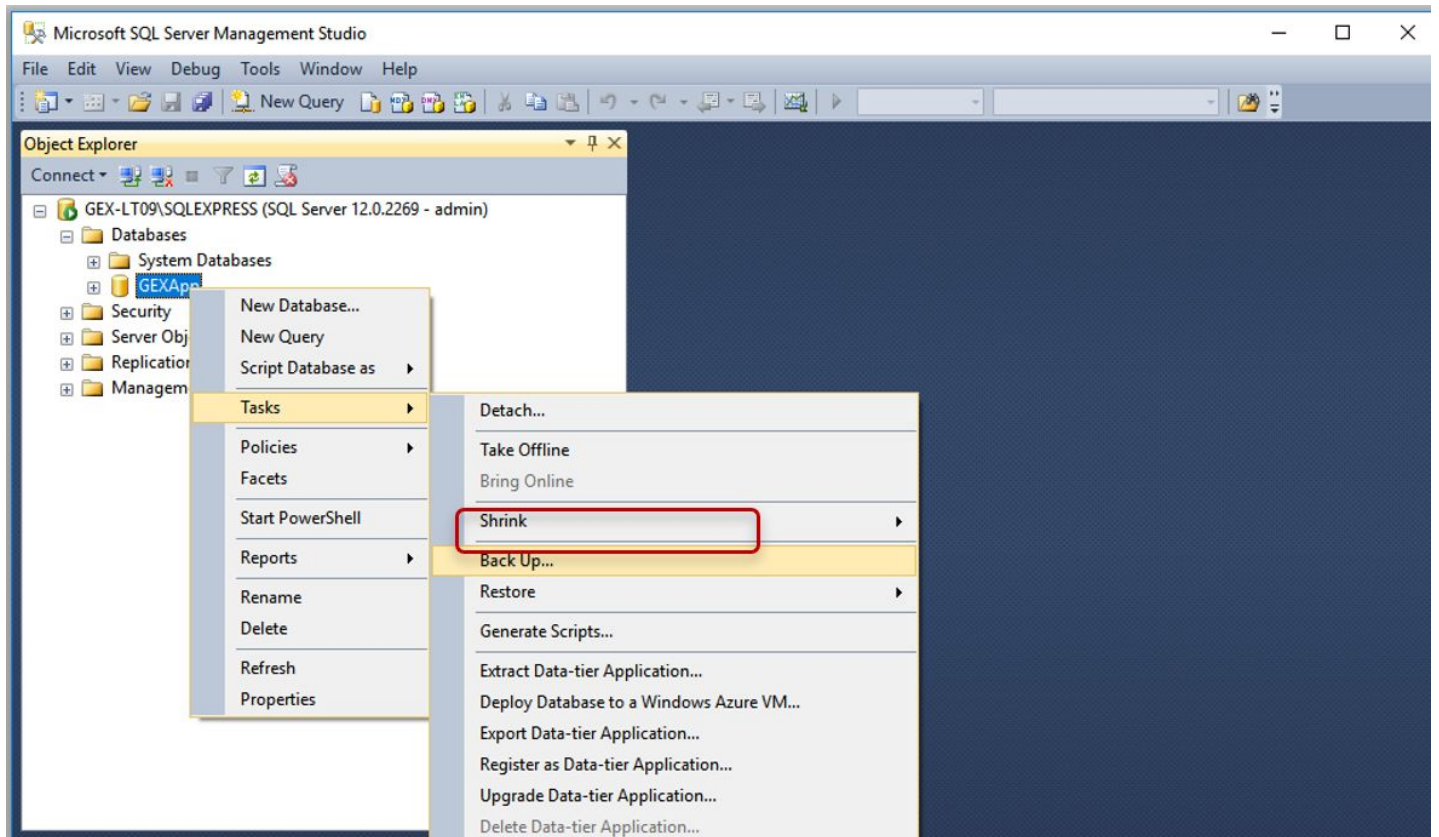 Microsoft SQL Server Management Studio
File Edit View Debug Tools Window Help
New Query
Object Explorer
Connect
GEX-LT09\SQLEXPRESS (SQL Server 12.0.2269 - admin)
Databases
System Databases
GEXApp
Security
Server Obj
Replication
Managem
New Database...
New Query
Script Database as
Tasks
Policies
Facets
Start PowerShell
Reports
Rename
Delete
Refresh
Properties
Detach...
Take Offline
Bring Online
Shrink
Back Up...
Restore
Generate Scripts...
Extract Data-tier Application...
Deploy Database to a Windows Azure VM...
Export Data-tier Application...
Register as Data-tier Application...
Upgrade Data-tier Application...
Delete Data-tier Application...